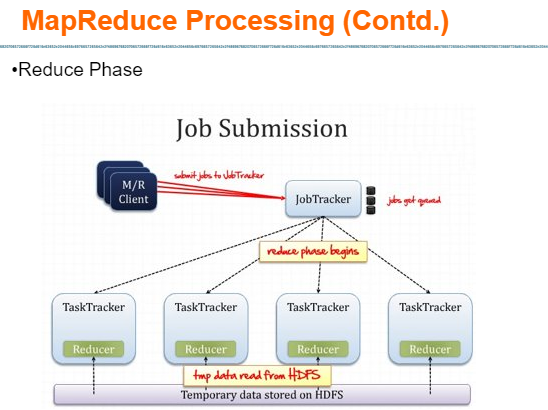 MapReduce Processing (Contd.)
•Reduce Phase
Job Submission
submit jobs to JobTracker
M/R
Client
JobTracker
jobs get queued
reduce phase begins
TaskTracker
TaskTracker
TaskTracker
TaskTracker
Reducer
Reducer
Reducer
Reducer
tmp data read from HDFS
Temporary data stored on HDFS